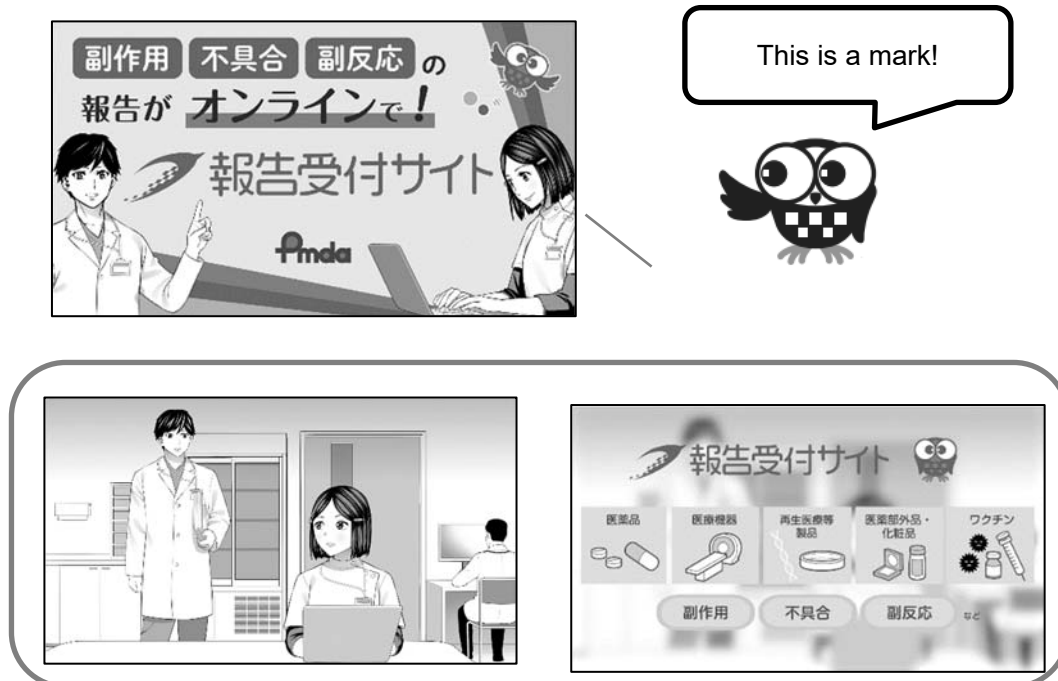 副作用 不具合 副反応 の
報告が オンラインで!
報告受付サイト
Pmda
This is a mark!
報告受付サイト
医薬品
医療機器
再生医療等
製品
医薬部外品・
化粧品
ワクチン
副作用 不具合 副反応 など